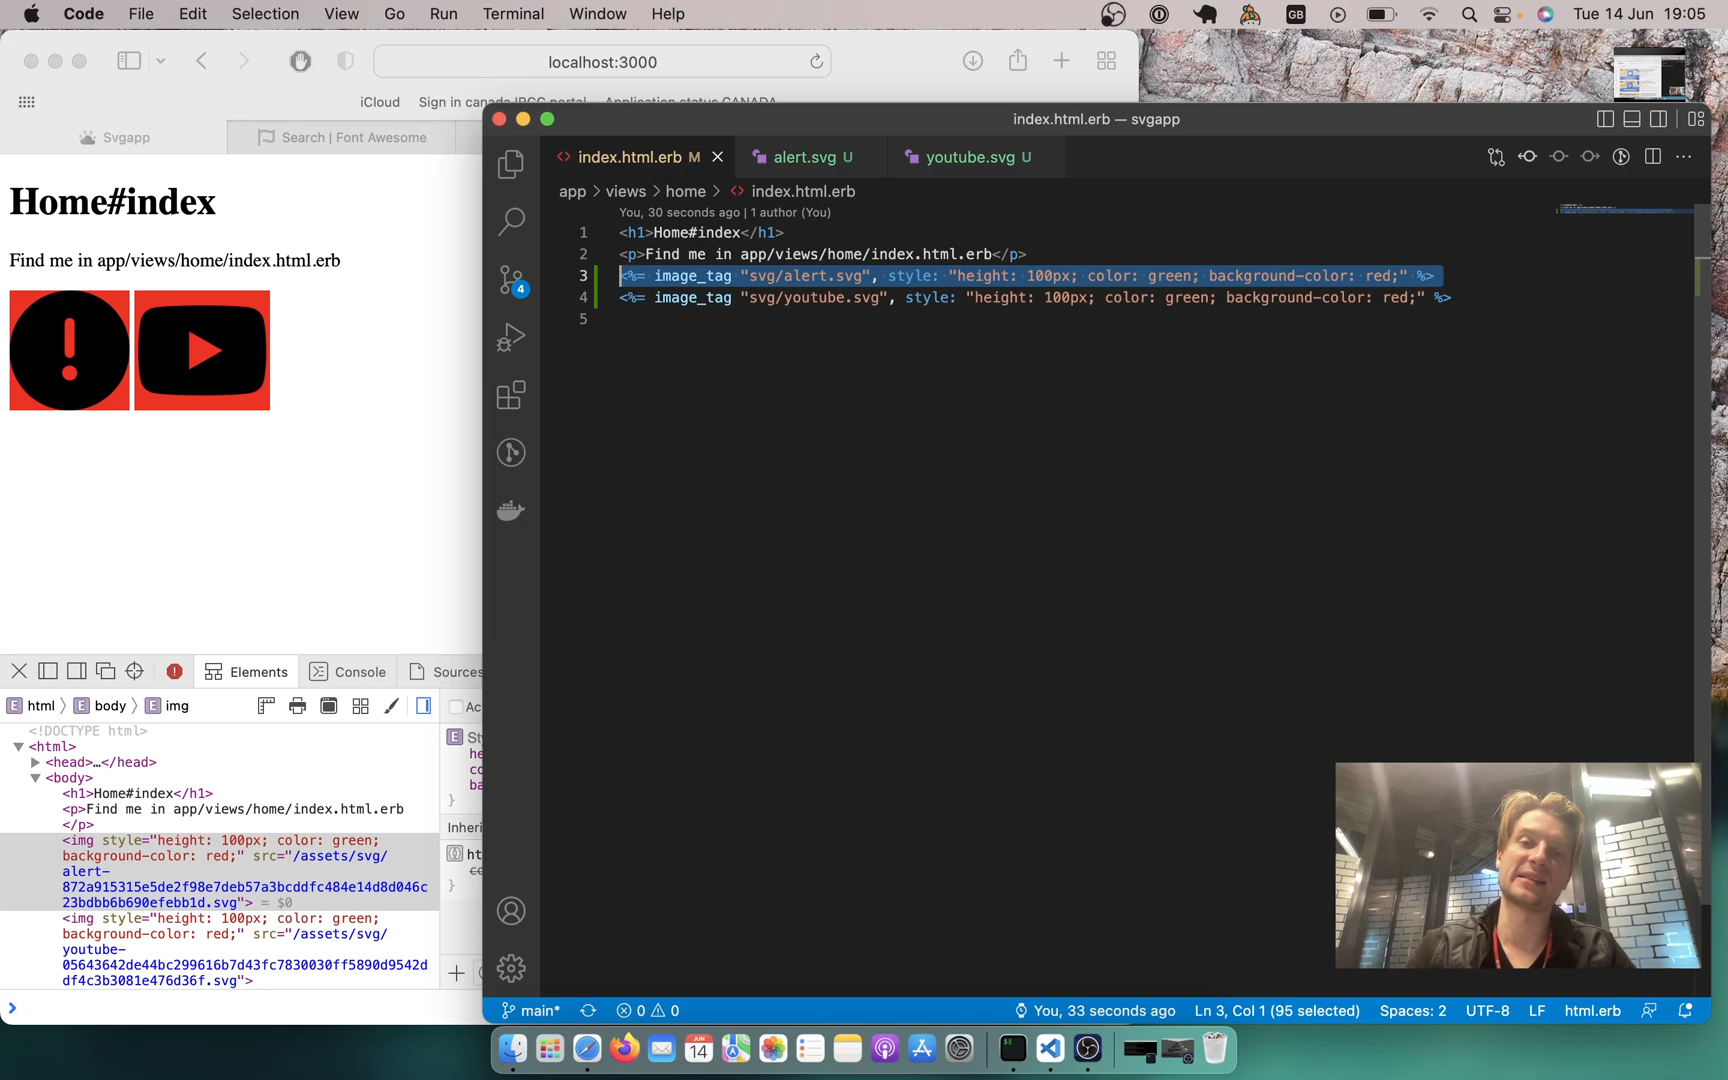 Code File Edit Selection View Go Run Terminal Window Help
GB
Tue 14 Jun 19:05
localhost:3000
iCloud Sign in canada IRCC portal Application status CANADA
Svgapp
Search | Font Awesome
Home#index
Find me in app/views/home/index.html.erb
Elements Console Sources
html body img
<!DOCTYPE html>
<html>
<head>…</head>
<body>
<h1>Home#index</h1>
<p>Find me in app/views/home/index.html.erb
</p>
<img style="height: 100px; color: green;
background-color: red;" src="/assets/svg/
alert-
872a915315e5de2f98e7deb57a3bcddfc484e14d8d046c
23bdbb6b690efebb1d.svg"> = $0
<img style="height: 100px; color: green;
background-color: red;" src="/assets/svg/
youtube-
05643642de44bc299616b7d43fc7830030ff5890d9542d
df4c3b3081e476d36f.svg">
}
Inheri
}
index.html.erb — svgapp
index.html.erb M
alert.svg U
youtube.svg U
app > views > home > index.html.erb
You, 30 seconds ago | 1 author (You)
1 <h1>Home#index</h1>
2 <p>Find me in app/views/home/index.html.erb</p>
3 <%= image_tag "svg/alert.svg", style: "height: 100px; color: green; background-color: red;" %>
4 <%= image_tag "svg/youtube.svg", style: "height: 100px; color: green; background-color: red;" %>
5
4
main* 0 0
You, 33 seconds ago Ln 3, Col 1 (95 selected) Spaces: 2 UTF-8 LF html.erb
JUN
14